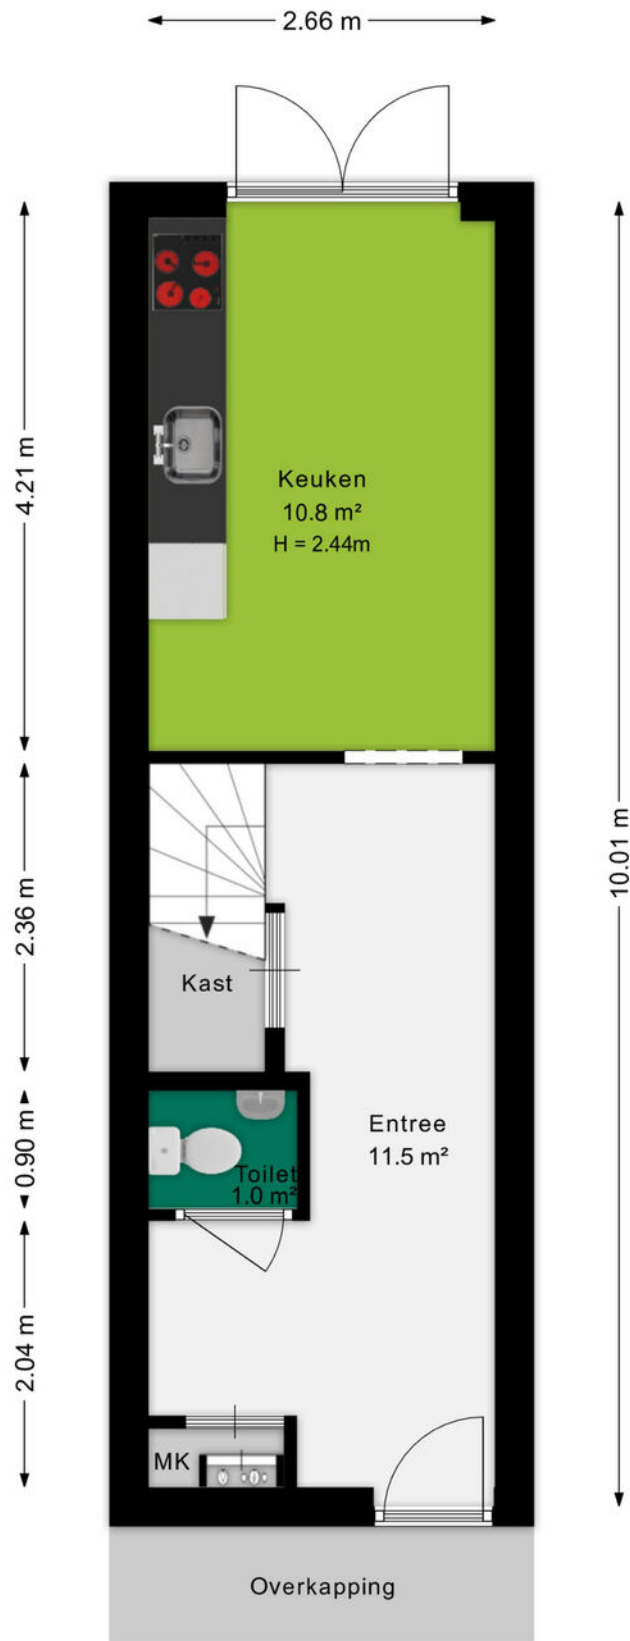 2.66 m
4.21 m
Keuken
10.8 m²
H = 2.44m
10.01 m
2.36 m
Kast
0.90 m
Entree
11.5 m²
Toilet
1.0 m²
2.04 m
MK
Overkapping